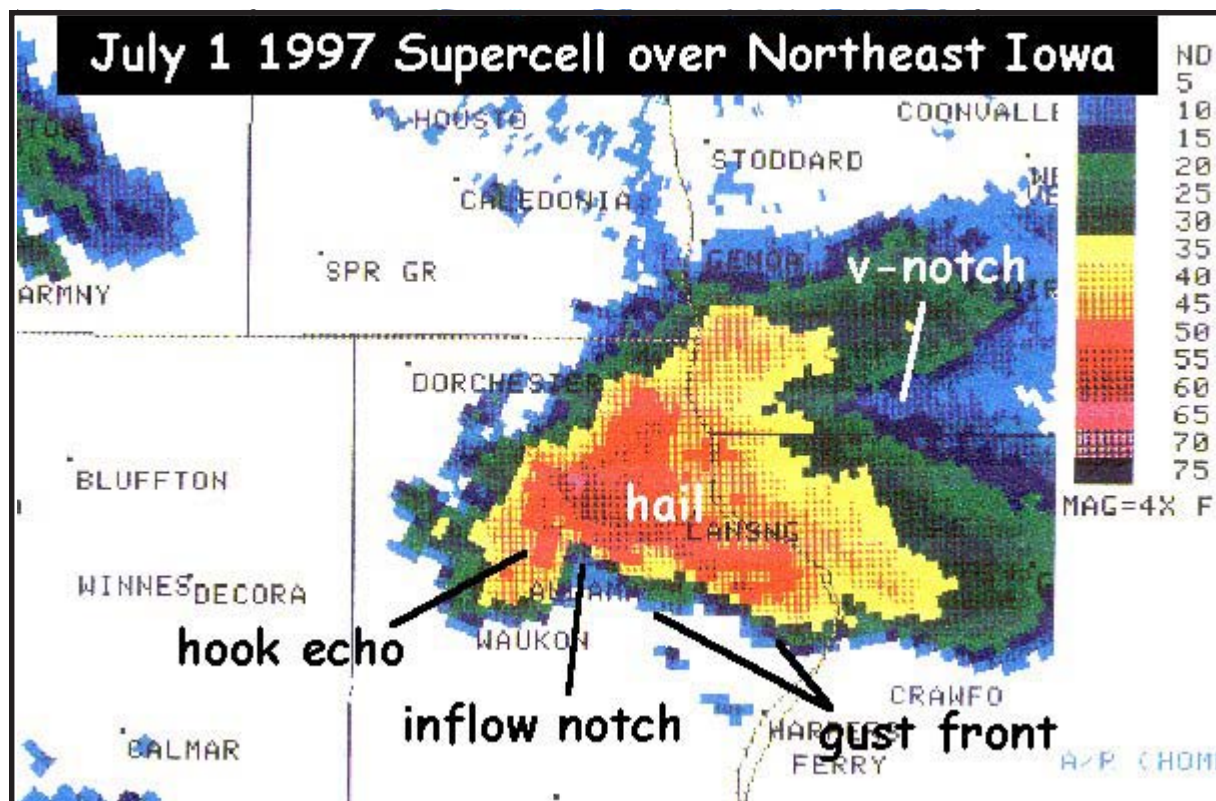 July 1 1997 Supercell over Northeast Iowa
ND
5
10
15
20
25
30
35
40
45
50
55
60
65
70
75
MAG=4X F
HOUSTO
COONVALLE
STODDARD
CALEDONIA
GENOA
v-notch
SPR GR
ARMNY
DORCHESTER
BLUFFTON
hail
LANSNG
WINNES
DECORA
hook echo
WAUKON
inflow notch
CRAWFO
HARPERS
FERRY
gust front
CALMAR
A/R CHOM